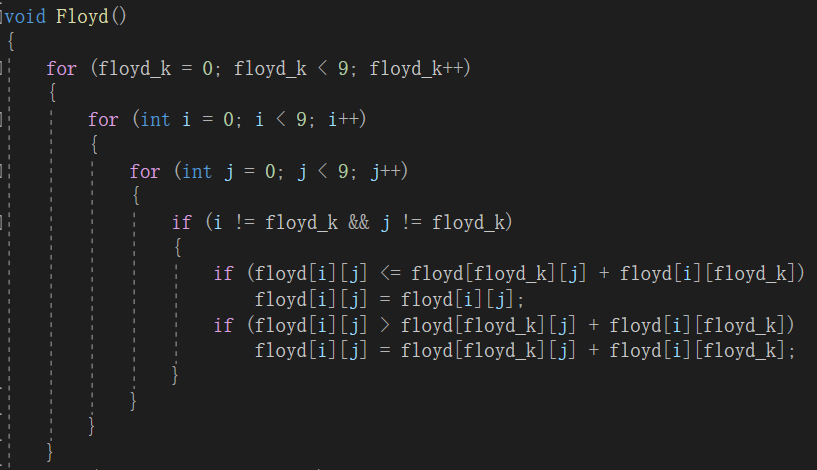 void Floyd()
{
for (floyd_k = 0; floyd_k < 9; floyd_k++)
{
for (int i = 0; i < 9; i++)
{
for (int j = 0; j < 9; j++)
{
if (i != floyd_k && j != floyd_k)
{
if (floyd[i][j] <= floyd[floyd_k][j] + floyd[i][floyd_k])
floyd[i][j] = floyd[i][j];
if (floyd[i][j] > floyd[floyd_k][j] + floyd[i][floyd_k])
floyd[i][j] = floyd[floyd_k][j] + floyd[i][floyd_k];
}
}
}
}